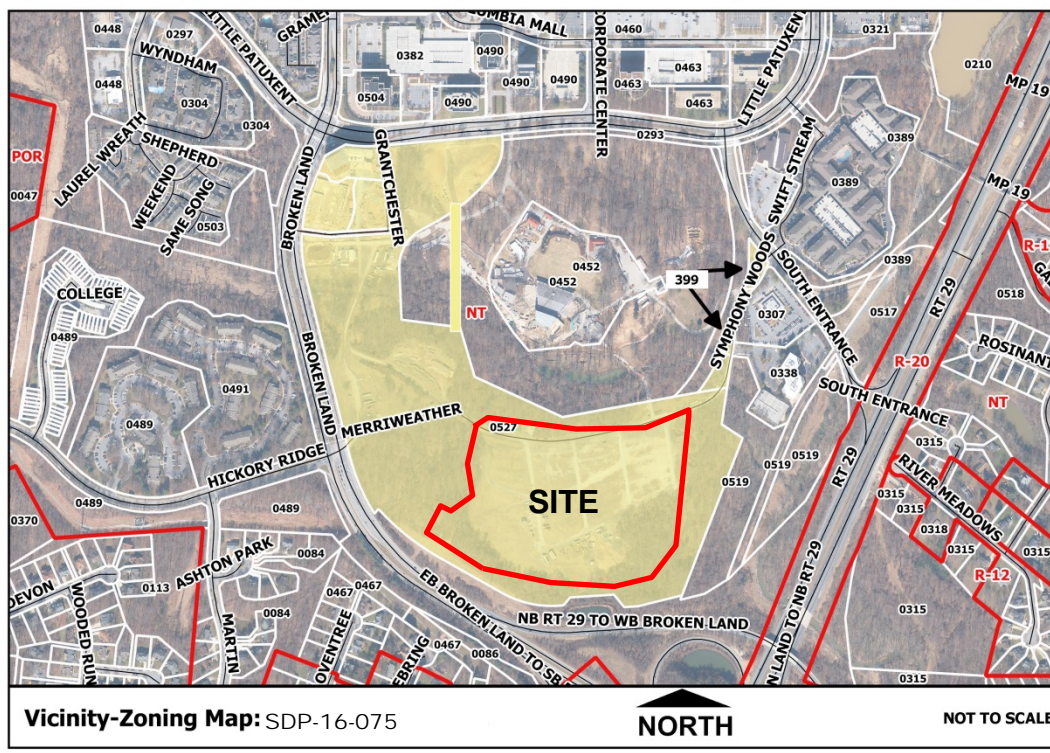 0448
0297
WYNDHAM
0448
0304
0304
LITTLE PATUXENT
COLUMBIA MALL
0382
0490
0504
0490
0490
0490
CORPORATE CENTER
0460
0463
0463
0463
0321
0210
MP 19
LITTLE PATUXENT
0293
POR
0047
LAUREL WREATH
SHEPHERD
WEEKEND
SAME SONG
0503
BROKEN LAND
GRANTCHESTER
0389
0389
MP 19
SYMPHONY WOODS
SWIFT STREAM
0452
0452
399
NT
SOUTH ENTRANCE
0389
0517
RT 29
0518
COLLEGE
0489
0491
0489
BROKEN LAND
0307
0338
R-20
ROSINANT
NT
SOUTH ENTRANCE
MERRIWEATHER
HICKORY RIDGE
0527
SITE
0519
0519
0519
RT 29
0315
RIVER MEADOWS
0315
0315
0318
0315
0315
R-12
0370
0489
0489
ASHTON PARK
0084
0113
DEVON
WOODED RUN
MARTIN
0084
0467
0467
OVENTREE
EBRING
0467
0086
EB BROKEN LAND TO SB
NB RT 29 TO WB BROKEN LAND
N LAND TO NB RT-29
0315
0315
Vicinity-Zoning Map: SDP-16-075
NORTH
NOT TO SCALE